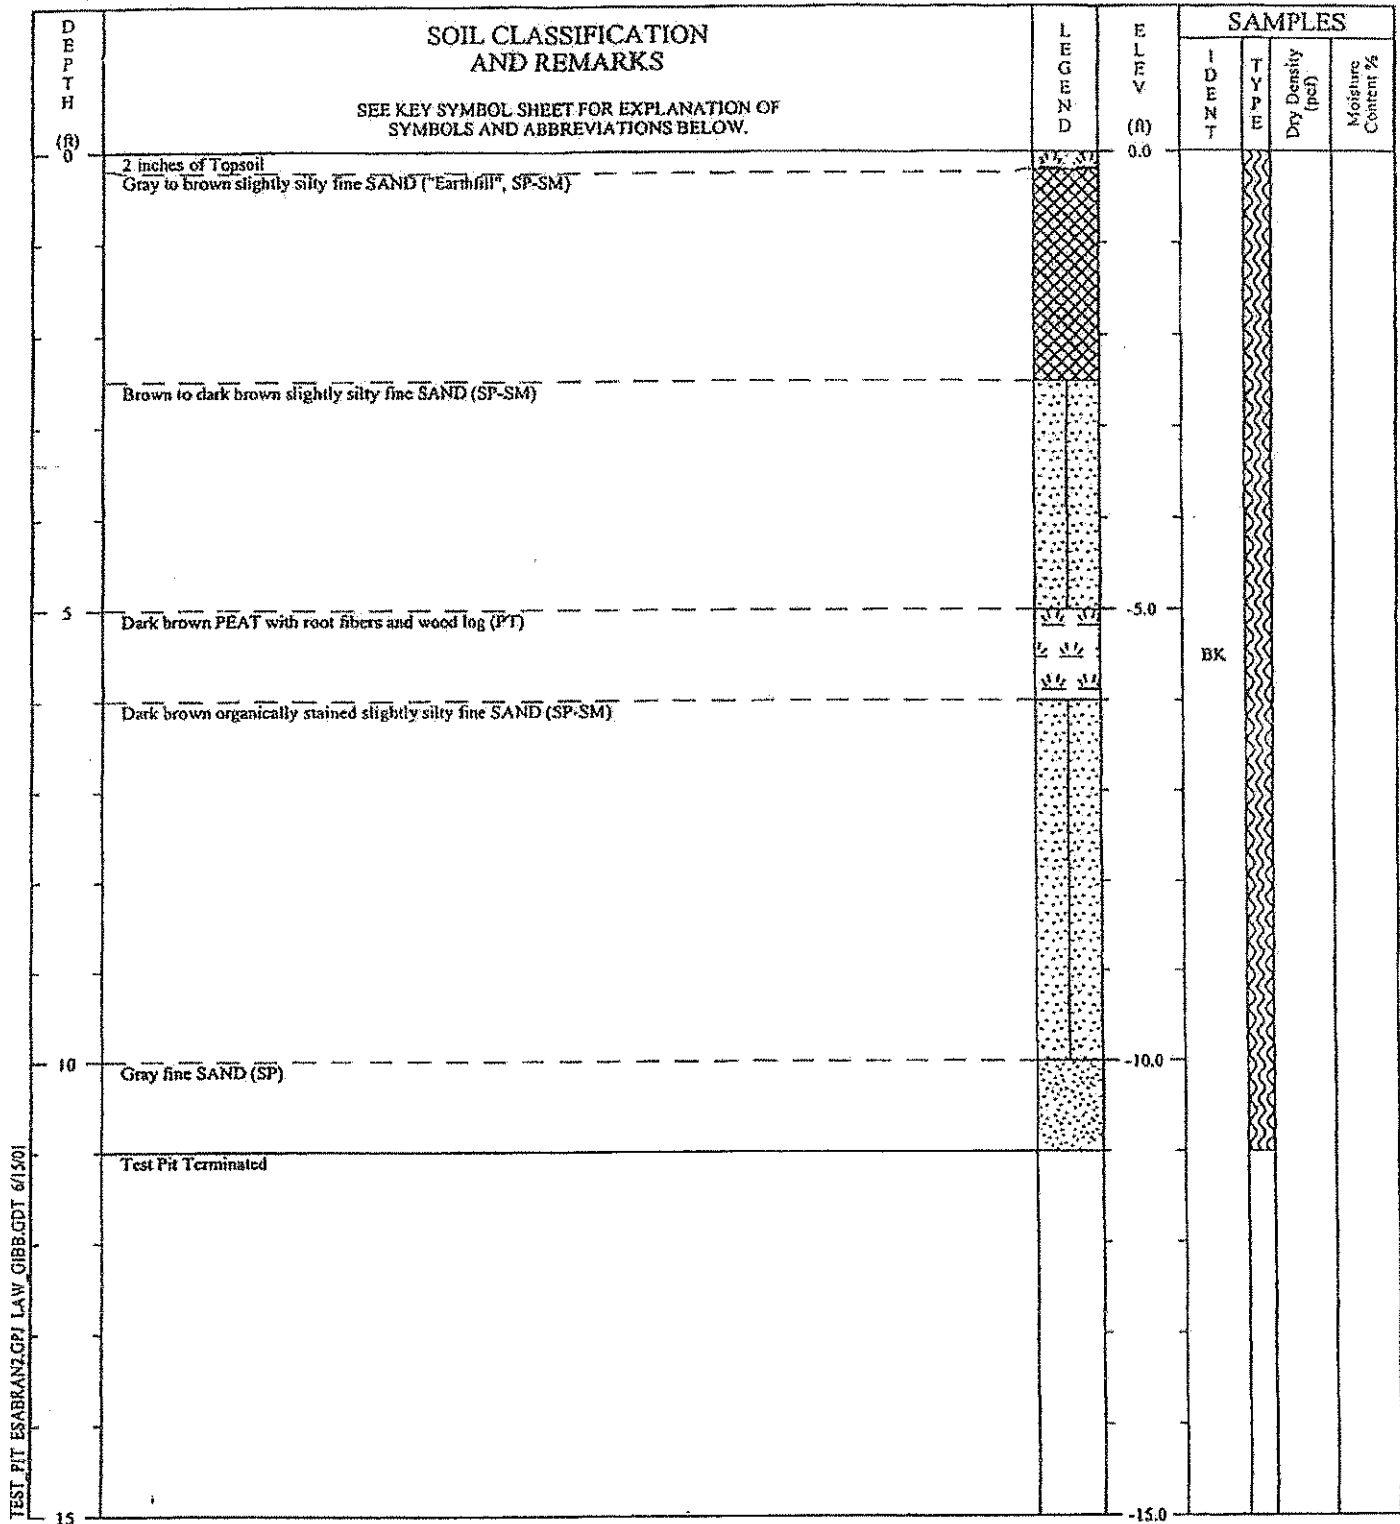 DEPTH
(ft)
SOIL CLASSIFICATION
AND REMARKS
SEE KEY SYMBOL SHEET FOR EXPLANATION OF
SYMBOLS AND ABBREVIATIONS BELOW.
LEGEND
ELEV
(ft)
SAMPLES
IDENT
TYPE
Dry Density
(pcf)
Moisture
Content %
0
2 inches of Topsoil
0.0
Gray to brown slightly silty fine SAND ("Earthfill", SP-SM)
Brown to dark brown slightly silty fine SAND (SP-SM)
5
Dark brown PEAT with root fibers and wood log (PT)
-5.0
BK
Dark brown organically stained slightly silty fine SAND (SP-SM)
10
Gray fine SAND (SP)
-10.0
Test Pit Terminated
15
-15.0
TEST_PIT ESABRAN2.GPJ LAW_GIBB.GDT 6/15/01